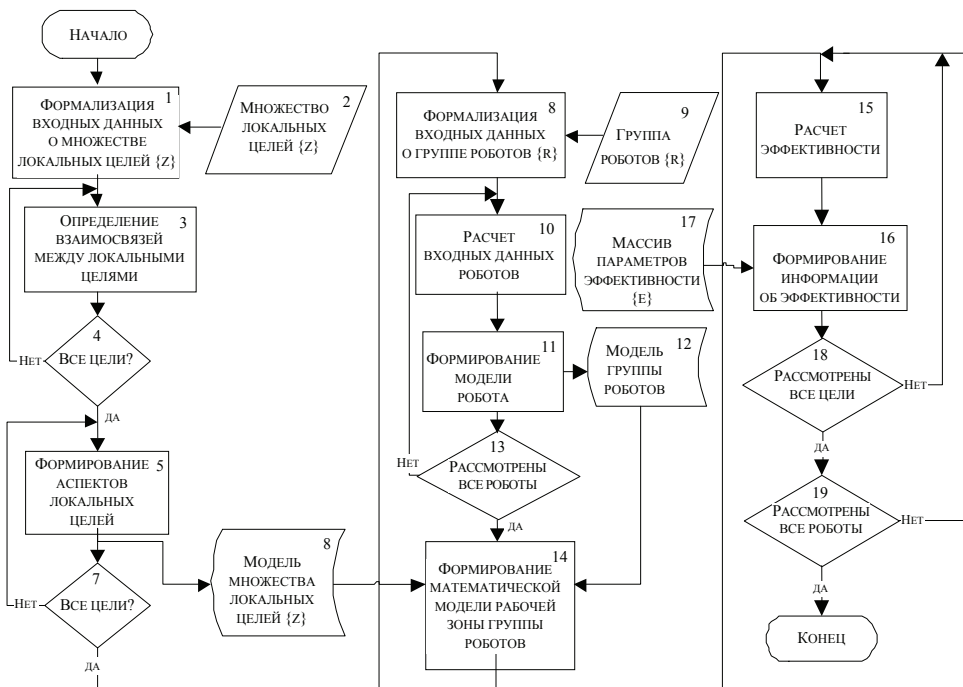 НАЧАЛО
1
ФОРМАЛИЗАЦИЯ
ВХОДНЫХ ДАННЫХ
О МНОЖЕСТВЕ
ЛОКАЛЬНЫХ ЦЕЛЕЙ {Z}
2
МНОЖЕСТВО
ЛОКАЛЬНЫХ
ЦЕЛЕЙ {Z}
3
ОПРЕДЕЛЕНИЕ
ВЗАИМОСВЯЗЕЙ
МЕЖДУ ЛОКАЛЬНЫМИ
ЦЕЛЯМИ
4
ВСЕ ЦЕЛИ?
НЕТ
ДА
5
ФОРМИРОВАНИЕ
АСПЕКТОВ
ЛОКАЛЬНЫХ
ЦЕЛЕЙ
7
ВСЕ ЦЕЛИ?
НЕТ
ДА
8
МОДЕЛЬ
МНОЖЕСТВА
ЛОКАЛЬНЫХ
ЦЕЛЕЙ {Z}
8
ФОРМАЛИЗАЦИЯ
ВХОДНЫХ ДАННЫХ
О ГРУППЕ РОБОТОВ {R}
9
ГРУППА
РОБОТОВ {R}
10
РАСЧЕТ
ВХОДНЫХ ДАННЫХ
РОБОТОВ
11
ФОРМИРОВАНИЕ
МОДЕЛИ
РОБОТА
12
МОДЕЛЬ
ГРУППЫ
РОБОТОВ
13
РАССМОТРЕНЫ
ВСЕ РОБОТЫ
НЕТ
ДА
14
ФОРМИРОВАНИЕ
МАТЕМАТИЧЕСКОЙ
МОДЕЛИ РАБОЧЕЙ
ЗОНЫ ГРУППЫ
РОБОТОВ
15
РАСЧЕТ
ЭФФЕКТИВНОСТИ
17
МАССИВ
ПАРАМЕТРОВ
ЭФФЕКТИВНОСТИ
{E}
16
ФОРМИРОВАНИЕ
ИНФОРМАЦИИ
ОБ ЭФФЕКТИВНОСТИ
18
РАССМОТРЕНЫ
ВСЕ ЦЕЛИ
НЕТ
ДА
19
РАССМОТРЕНЫ
ВСЕ РОБОТЫ
НЕТ
ДА
КОНЕЦ